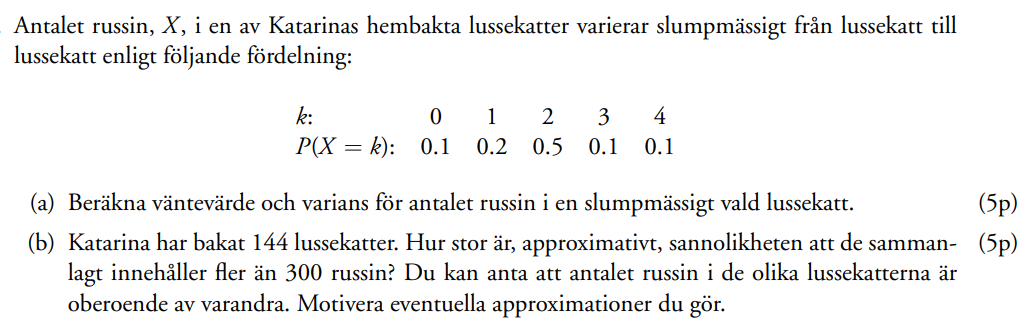 Antalet russin, X, i en av Katarinas hembakta lussekatter varierar slumpmässigt från lussekatt till
lussekatt enligt följande fördelning:
k: 0 1 2 3 4
P(X = k): 0.1 0.2 0.5 0.1 0.1
(a) Beräkna väntevärde och varians för antalet russin i en slumpmässigt vald lussekatt. (5p)
(b) Katarina har bakat 144 lussekatter. Hur stor är, approximativt, sannolikheten att de samman- (5p)
lagt innehåller fler än 300 russin? Du kan anta att antalet russin i de olika lussekatterna är
oberoende av varandra. Motivera eventuella approximationer du gör.